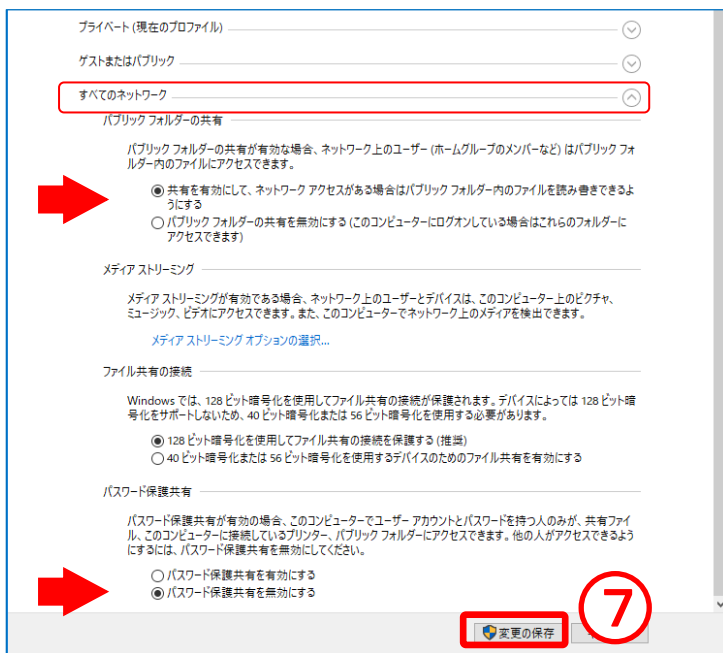 プライベート (現在のプロファイル)
ゲストまたはパブリック
すべてのネットワーク
パブリック フォルダーの共有
パブリック フォルダーの共有が有効な場合、ネットワーク上のユーザー (ホームグループのメンバーなど) はパブリック フォ
ルダー内のファイルにアクセスできます。
共有を有効にして、ネットワーク アクセスがある場合はパブリック フォルダー内のファイルを読み書きできるよ
うにする
パブリック フォルダーの共有を無効にする (このコンピューターにログオンしている場合はこれらのフォルダーに
アクセスできます)
メディア ストリーミング
メディア ストリーミングが有効である場合、ネットワーク上のユーザーとデバイスは、このコンピューター上のピクチャ、
ミュージック、ビデオにアクセスできます。また、このコンピューターでネットワーク上のメディアを検出できます。
メディア ストリーミング オプションの選択...
ファイル共有の接続
Windows では、128 ビット暗号化を使用してファイル共有の接続が保護されます。デバイスによっては 128 ビット暗
号化をサポートしないため、40 ビット暗号化または 56 ビット暗号化を使用する必要があります。
128 ビット暗号化を使用してファイル共有の接続を保護する (推奨)
40 ビット暗号化または 56 ビット暗号化を使用するデバイスのためのファイル共有を有効にする
パスワード保護共有
パスワード保護共有が有効の場合、このコンピューターでユーザー アカウントとパスワードを持つ人のみが、共有ファイ
ル、このコンピューターに接続しているプリンター、パブリック フォルダーにアクセスできます。他の人がアクセスできるよう
にするには、パスワード保護共有を無効にしてください。
パスワード保護共有を有効にする
パスワード保護共有を無効にする
⑦
変更の保存